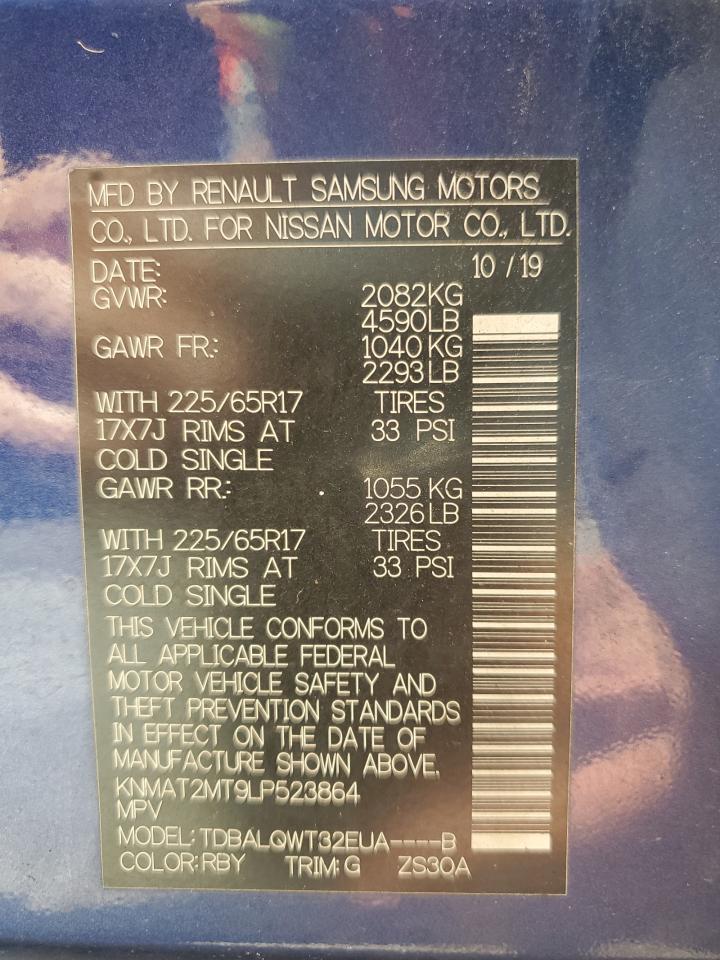 MFD BY RENAULT SAMSUNG MOTORS
CO., LTD. FOR NISSAN MOTOR CO., LTD.
DATE: 10 / 19
GVWR: 2082KG
4590LB
GAWR FR.: 1040 KG
2293 LB
WITH 225/65R17 TIRES
17X7J RIMS AT 33 PSI
COLD SINGLE
GAWR RR.: 1055 KG
2326 LB
WITH 225/65R17 TIRES
17X7J RIMS AT 33 PSI
COLD SINGLE
THIS VEHICLE CONFORMS TO
ALL APPLICABLE FEDERAL
MOTOR VEHICLE SAFETY AND
THEFT PREVENTION STANDARDS
IN EFFECT ON THE DATE OF
MANUFACTURE SHOWN ABOVE.
KNMAT2MT9LP523864
MPV
MODEL: TDBALQWT32EUA----B
COLOR: RBY TRIM: G ZS30A